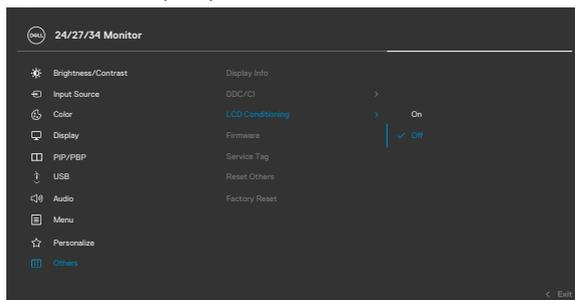 DELL 24/27/34 Monitor
Brightness/Contrast Display Info
Input Source DDC/CI >
Color LCD Conditioning > On
Display Firmware ✓ Off
PIP/PBP Service Tag
USB Reset Others
Audio Factory Reset
Menu
Personalize
Others
< Exit